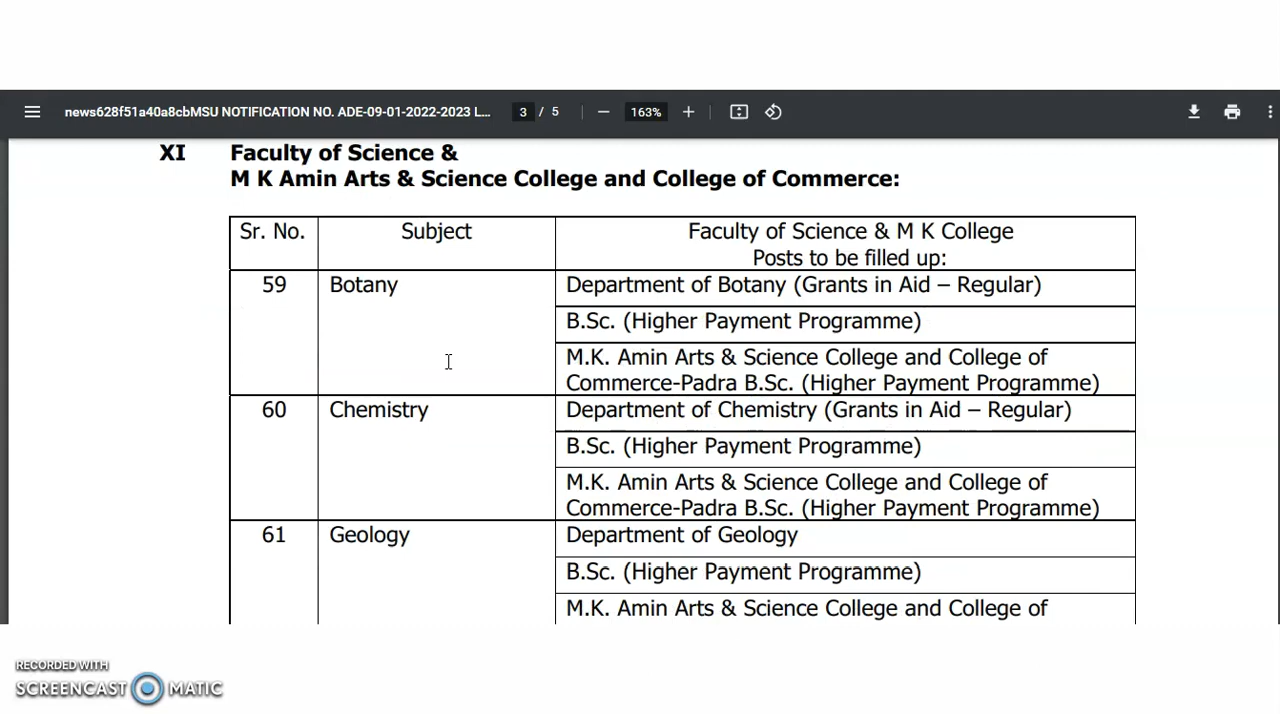 news628f51a40a8cbMSU NOTIFICATION NO. ADE-09-01-2022-2023 L... 3 / 5 163%
XI Faculty of Science &
M K Amin Arts & Science College and College of Commerce:
Sr. No. Subject Faculty of Science & M K College
Posts to be filled up:
59 Botany Department of Botany (Grants in Aid – Regular)
B.Sc. (Higher Payment Programme)
M.K. Amin Arts & Science College and College of
Commerce-Padra B.Sc. (Higher Payment Programme)
60 Chemistry Department of Chemistry (Grants in Aid – Regular)
B.Sc. (Higher Payment Programme)
M.K. Amin Arts & Science College and College of
Commerce-Padra B.Sc. (Higher Payment Programme)
61 Geology Department of Geology
B.Sc. (Higher Payment Programme)
M.K. Amin Arts & Science College and College of
RECORDED WITH
SCREENCAST MATIC